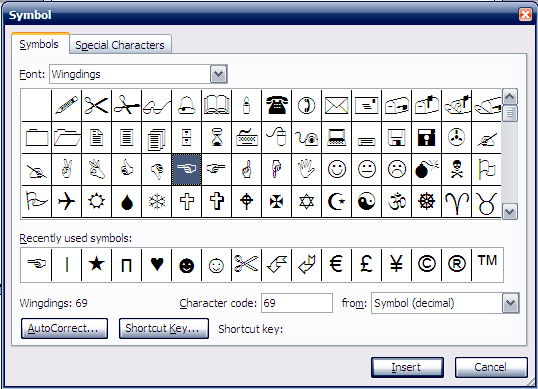 Symbol
Symbols Special Characters
Font: Wingdings
Recently used symbols:
☜ | ★ п ♥ ☻ ☺ € £ ¥ © ® ™
Wingdings: 69 Character code: 69 from: Symbol (decimal)
AutoCorrect... Shortcut Key... Shortcut key:
Insert Cancel